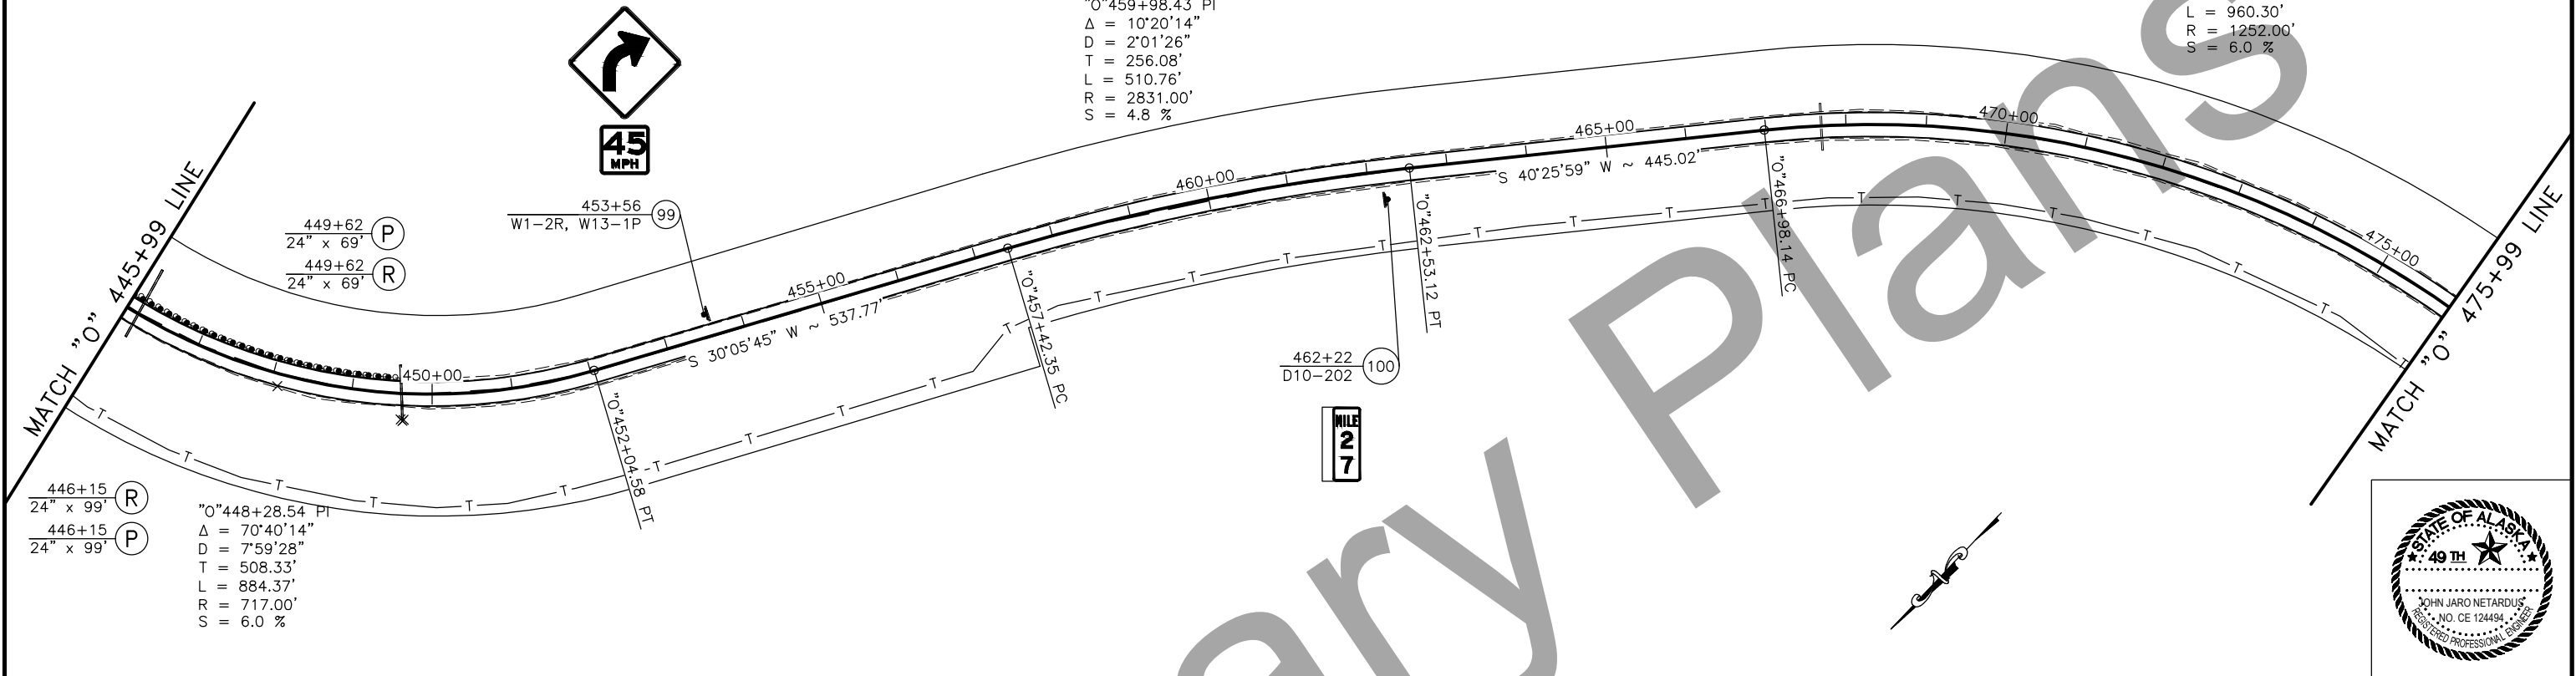 "O"459+98.43 PI
Δ = 10°20'14"
D = 2°01'26"
T = 256.08'
L = 510.76'
R = 2831.00'
S = 4.8 %
L = 960.30'
R = 1252.00'
S = 6.0 %
45
MPH
453+56
W1-2R, W13-1P
99
449+62
24" x 69'
P
449+62
24" x 69'
R
MATCH "O" 445+99 LINE
450+00
455+00
460+00
465+00
470+00
475+00
S 30°05'45" W ~ 537.77'
S 40°25'59" W ~ 445.02'
"O"452+04.58 PT
"O"457+42.35 PC
"O"462+53.12 PT
"O"466+98.14 PC
T T T T T T T T T T T T T T T T T T T T T T T T
462+22
D10-202
100
MILE
2
7
MATCH "O" 475+99 LINE
446+15
24" x 99'
R
446+15
24" x 99'
P
"O"448+28.54 PI
Δ = 70°40'14"
D = 7°59'28"
T = 508.33'
L = 884.37'
R = 717.00'
S = 6.0 %
N
ary Plans
STATE OF ALASKA
49 TH
JOHN JARO NETARDUS
NO. CE 124494
REGISTERED PROFESSIONAL ENGINEER